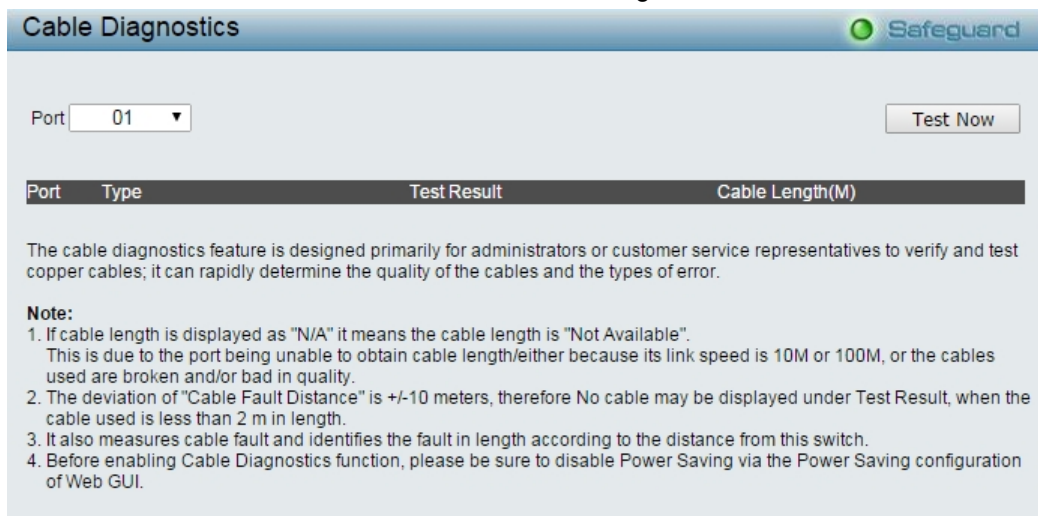 Cable Diagnostics
Safeguard
Port 01
Test Now
Port Type Test Result Cable Length(M)
The cable diagnostics feature is designed primarily for administrators or customer service representatives to verify and test
copper cables; it can rapidly determine the quality of the cables and the types of error.
Note:
1. If cable length is displayed as "N/A" it means the cable length is "Not Available".
This is due to the port being unable to obtain cable length/either because its link speed is 10M or 100M, or the cables
used are broken and/or bad in quality.
2. The deviation of "Cable Fault Distance" is +/-10 meters, therefore No cable may be displayed under Test Result, when the
cable used is less than 2 m in length.
3. It also measures cable fault and identifies the fault in length according to the distance from this switch.
4. Before enabling Cable Diagnostics function, please be sure to disable Power Saving via the Power Saving configuration
of Web GUI.